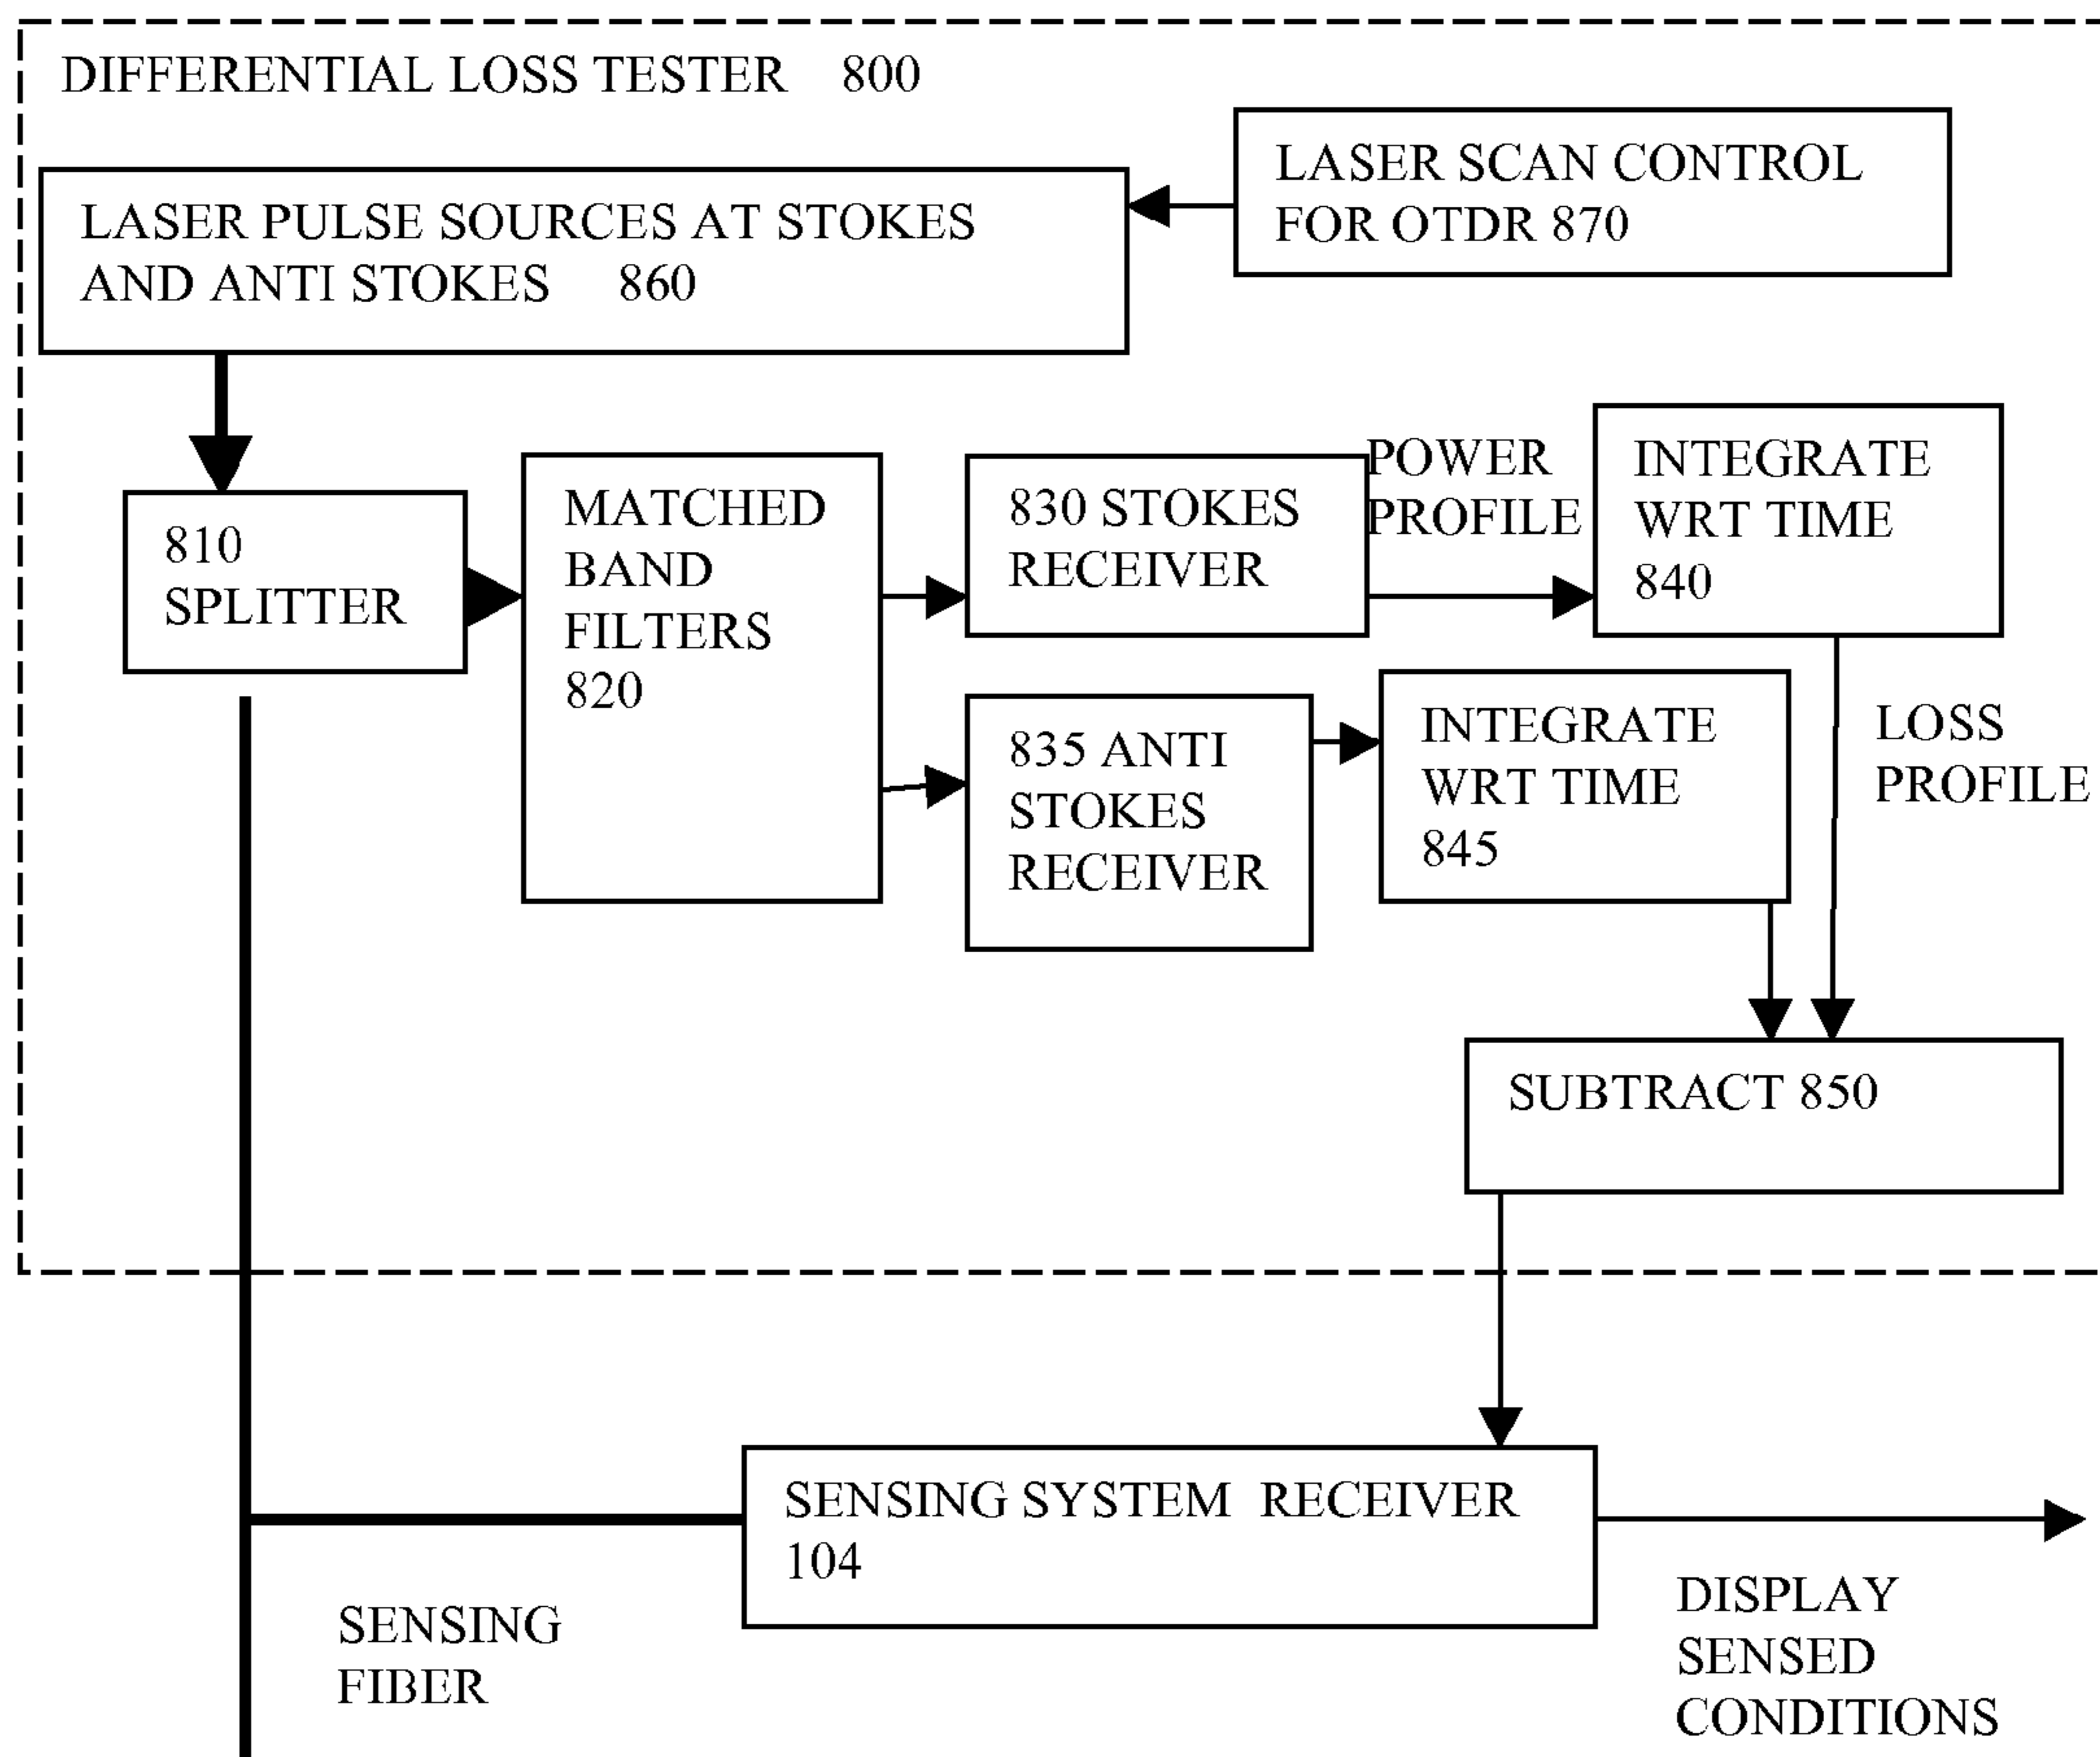 DIFFERENTIAL LOSS TESTER 800
LASER SCAN CONTROL
FOR OTDR 870
LASER PULSE SOURCES AT STOKES
AND ANTI STOKES 860
810
SPLITTER
MATCHED
BAND
FILTERS
820
830 STOKES
RECEIVER
POWER
PROFILE
INTEGRATE
WRT TIME
840
835 ANTI
STOKES
RECEIVER
INTEGRATE
WRT TIME
845
LOSS
PROFILE
SUBTRACT 850
SENSING SYSTEM RECEIVER
104
SENSING
FIBER
DISPLAY
SENSED
CONDITIONS